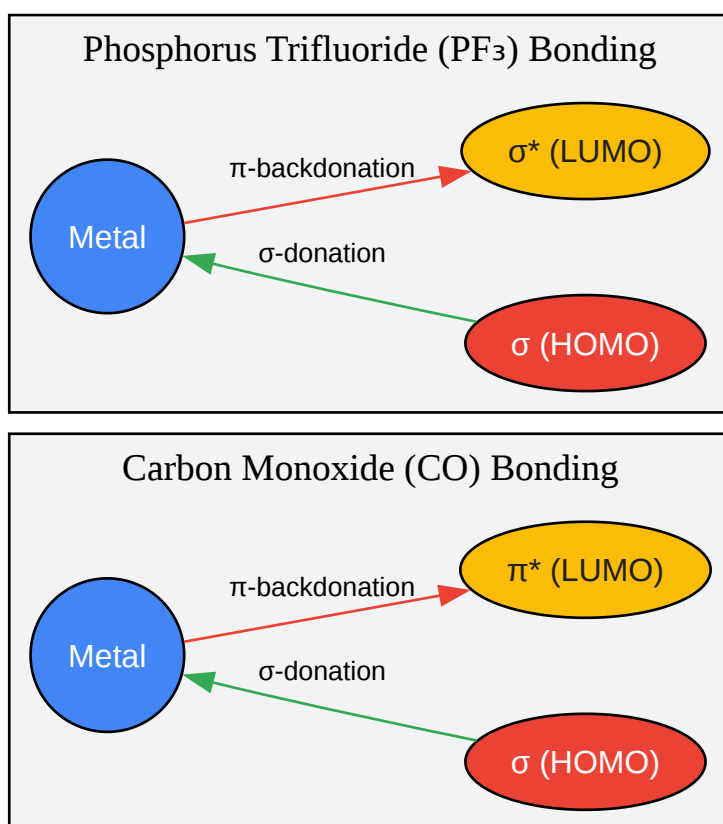 Phosphorus Trifluoride (PF₃) Bonding
σ* (LUMO)
π-backdonation
Metal
σ-donation
σ (HOMO)
Carbon Monoxide (CO) Bonding
π* (LUMO)
π-backdonation
Metal
σ-donation
σ (HOMO)